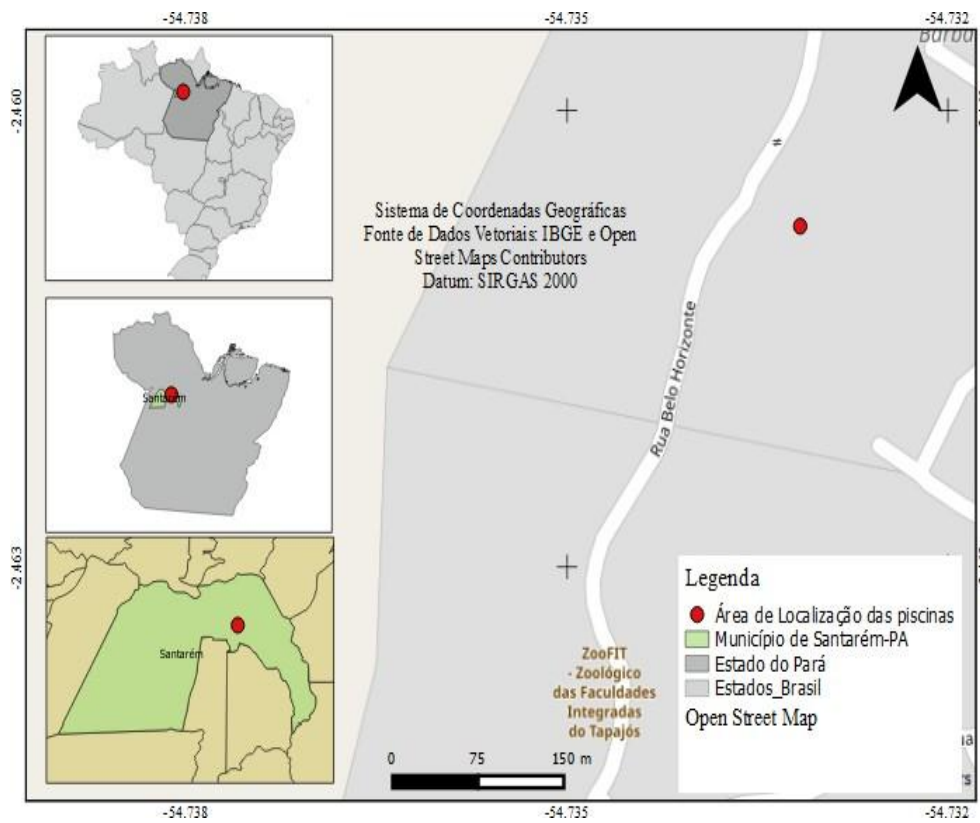 -54.738
-54.735
-54.732
-2.460
Barba
Sistema de Coordenadas Geográficas
Fonte de Dados Vetoriais: IBGE e Open
Street Maps Contributors
Datum: SIRGAS 2000
Rua Belo Horizonte
Santarém
-2.463
Santarém
ZooFIT
- Zoológico
das Faculdades
Integradas
do Tapajós
0 75 150 m
Legenda
Área de Localização das piscinas
Município de Santarém-PA
Estado do Pará
Estados_Brasil
Open Street Map
-54.738
-54.735
-54.732